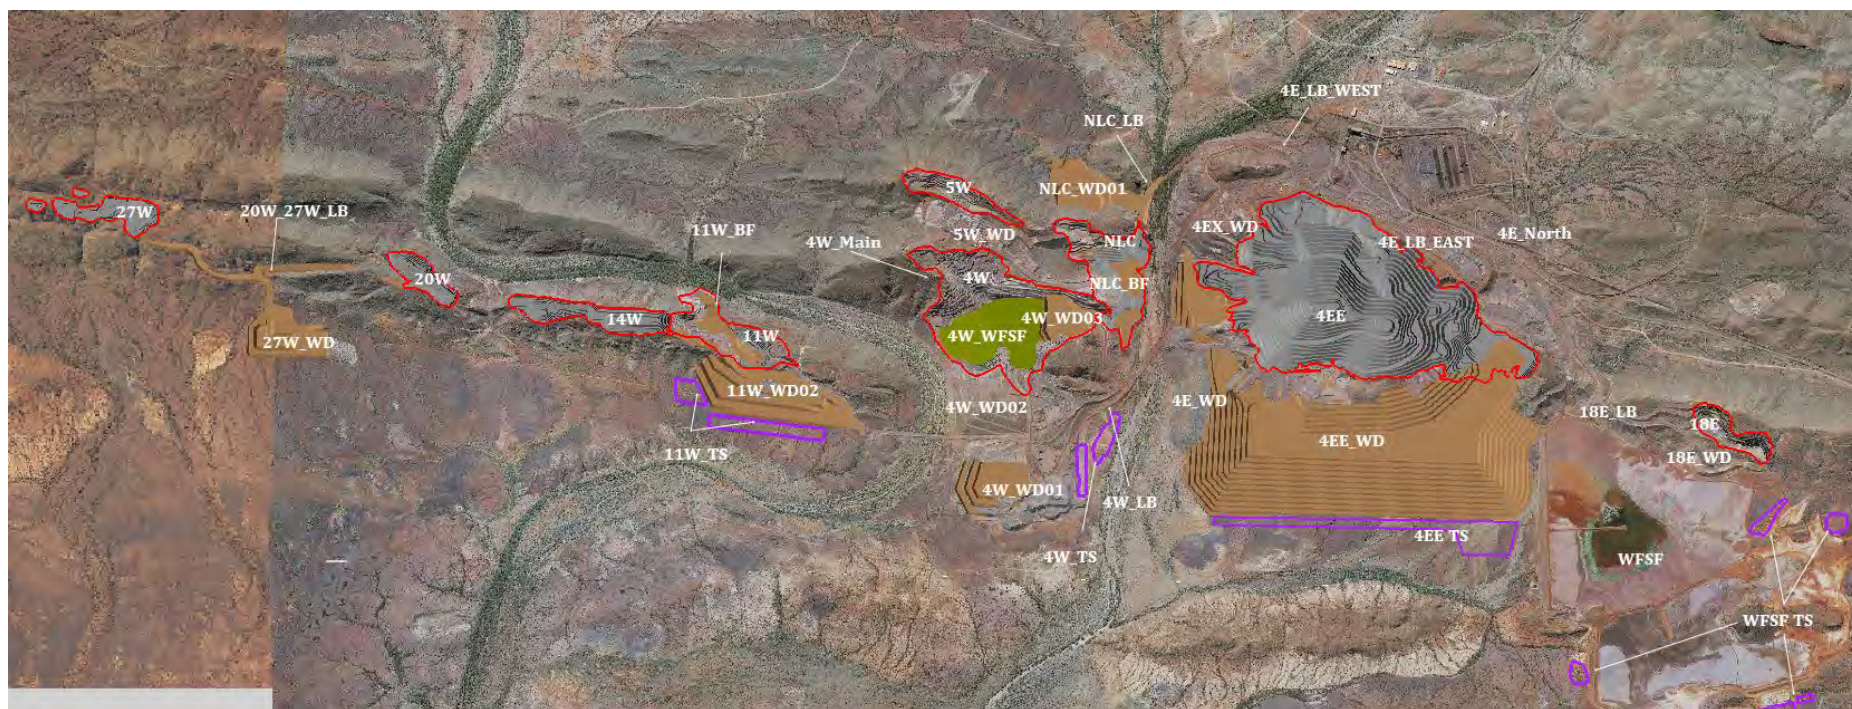 4E_LB_WEST
NLC_LB
5W
NLC_WD01
27W
20W_27W_LB
11W_BF
4W_Main
5W_WD
NLC
4EX_WD
4E_LB_EAST
4E_North
20W
4W
NLC_BF
14W
11W
4W_WD03
4EE
27W_WD
4W_WFSF
11W_WD02
4W_WD02
4E_WD
18E_LB
18E
4EE_WD
11W_TS
18E_WD
4W_WD01
4W_LB
4EE TS
4W_TS
WFSF
WFSF TS